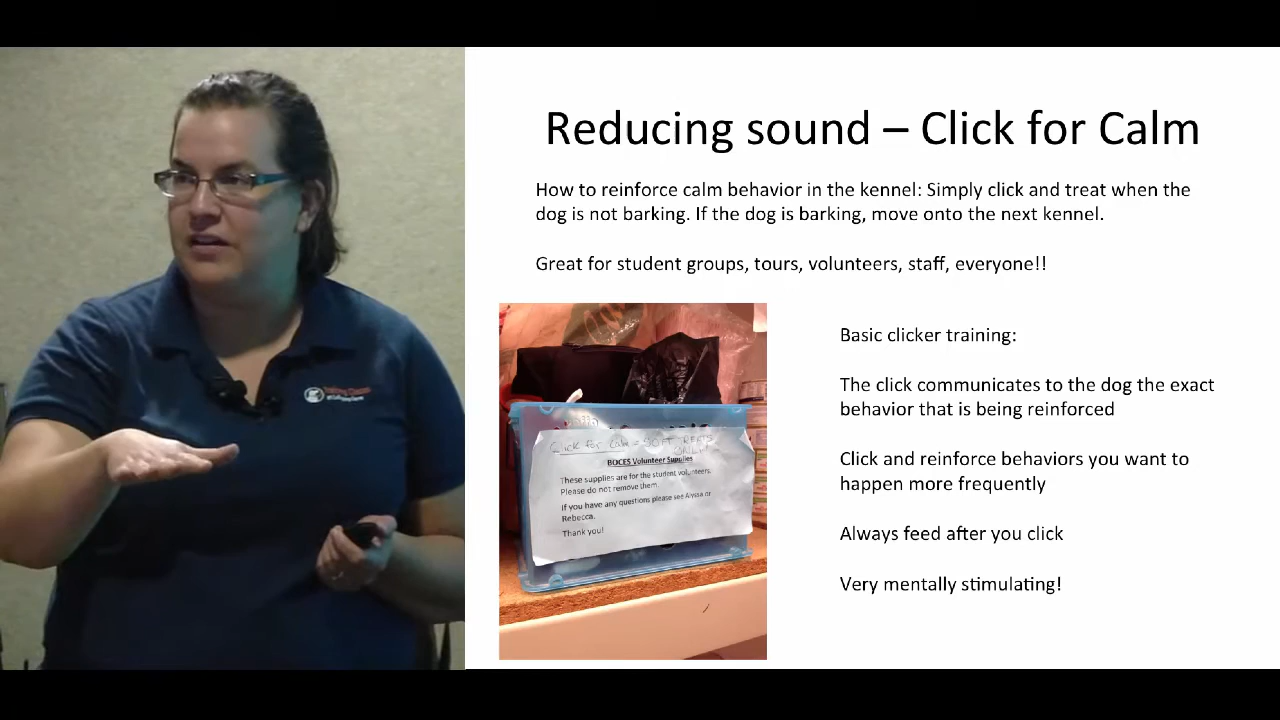 Reducing sound – Click for Calm
How to reinforce calm behavior in the kennel: Simply click and treat when the
dog is not barking. If the dog is barking, move onto the next kennel.
Great for student groups, tours, volunteers, staff, everyone!!
Click for Calm = SOFT TREATS
ONLY
BOCES Volunteer Supplies
These supplies are for the student volunteers.
Please do not remove them.
If you have any questions please see Alyssa or
Rebecca.
Thank you!
Basic clicker training:
The click communicates to the dog the exact
behavior that is being reinforced
Click and reinforce behaviors you want to
happen more frequently
Always feed after you click
Very mentally stimulating!